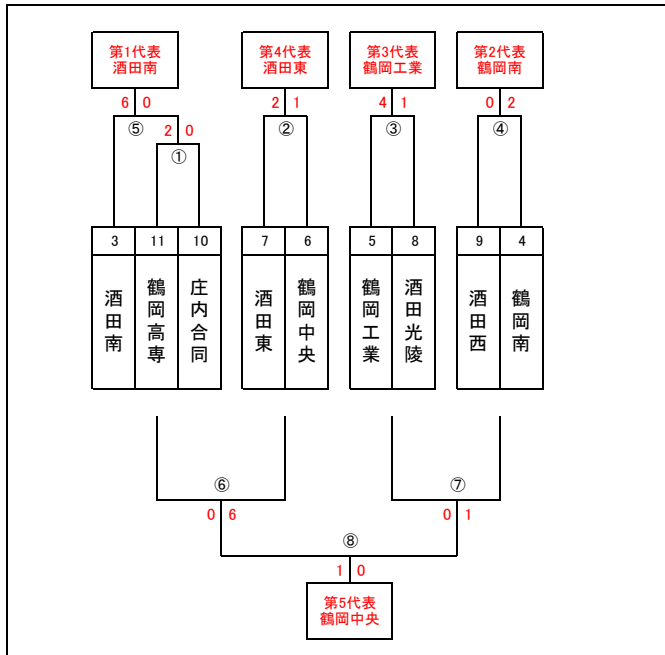 第1代表
酒田南
第4代表
酒田東
第3代表
鶴岡工業
第2代表
鶴岡南
6 0
2 1
4 1
0 2
⑤
2 0
②
③
④
①
3
11
10
7
6
5
8
9
4
酒田南
鶴岡高専
庄内合同
酒田東
鶴岡中央
鶴岡工業
酒田光陵
酒田西
鶴岡南
⑥
⑦
0 6
0 1
⑧
1 0
第5代表
鶴岡中央